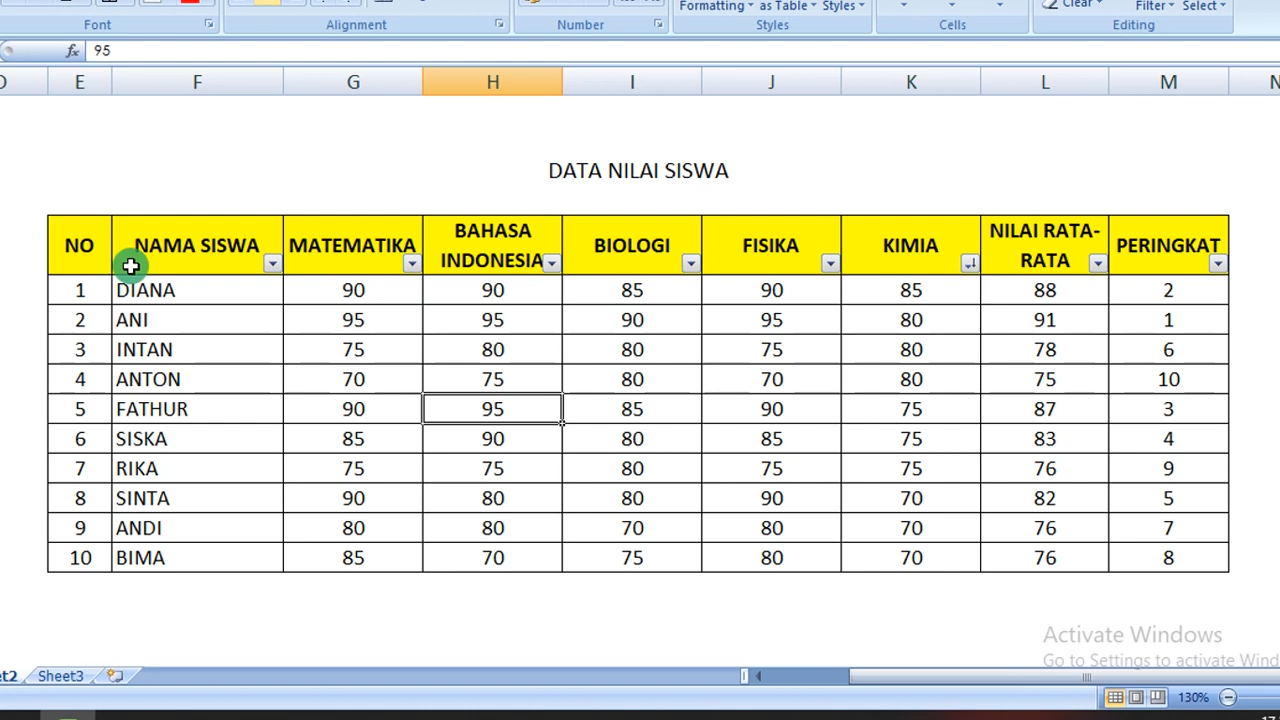 Formatting as Table Styles Clear Filter Select
Font Alignment Number Styles Cells Editing
fx 95
E F G H I J K L M
DATA NILAI SISWA
NO NAMA SISWA MATEMATIKA BAHASA INDONESIA BIOLOGI FISIKA KIMIA NILAI RATA-RATA PERINGKAT
1 DIANA 90 90 85 90 85 88 2
2 ANI 95 95 90 95 80 91 1
3 INTAN 75 80 80 75 80 78 6
4 ANTON 70 75 80 70 80 75 10
5 FATHUR 90 95 85 90 75 87 3
6 SISKA 85 90 80 85 75 83 4
7 RIKA 75 75 80 75 75 76 9
8 SINTA 90 80 80 90 70 82 5
9 ANDI 80 80 70 80 70 76 7
10 BIMA 85 70 75 80 70 76 8
Activate Windows
Go to Settings to activate Wind
et2 Sheet3
130%